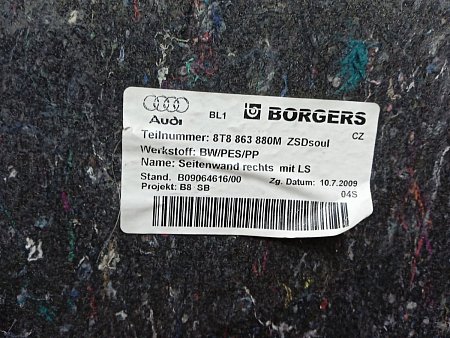 Audi BL1 BORGERS
Teilnummer: 8T8 863 880M ZSDsoul CZ
Werkstoff: BW/PES/PP
Name: Seitenwand rechts mit LS
Stand. B09064616/00 Zg. Datum: 10.7.2009
Projekt: B8 SB 04S